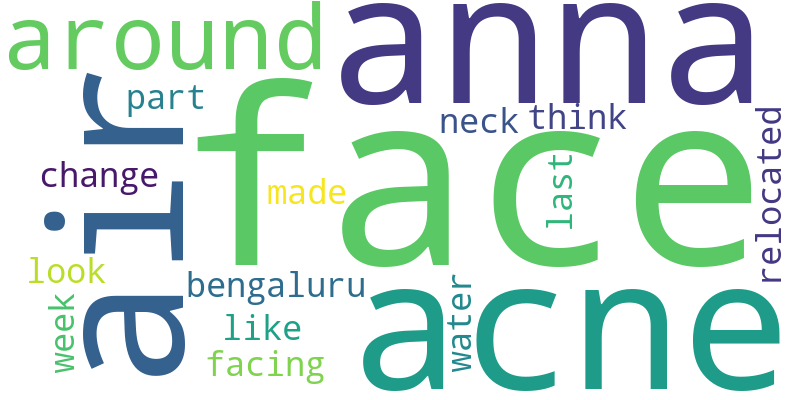 around
anna
part
air
face
neck
think
change
made
last
relocated
look
bengaluru
week
like
water
acne
facing